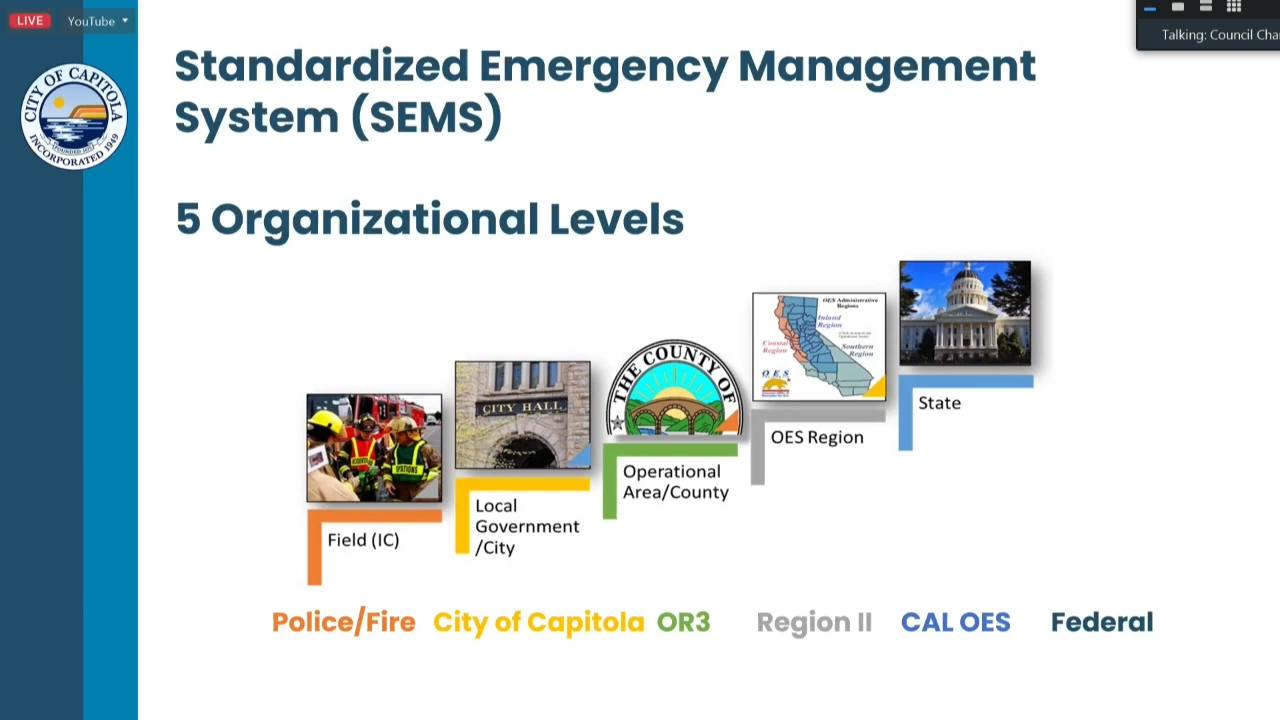 LIVE
YouTube
Talking: Council Cha
CITY OF CAPITOLA
INCORPORATED 1949
Standardized Emergency Management
System (SEMS)
5 Organizational Levels
OES Administrative
Regions
Inland
Region
Coastal
Region
Southern
Region
OES
State
THE COUNTY OF
OES Region
CITY HALL
Operational
Area/County
OPERATIONS
Local
Government
/City
Field (IC)
Police/Fire City of Capitola OR3 Region II CAL OES Federal